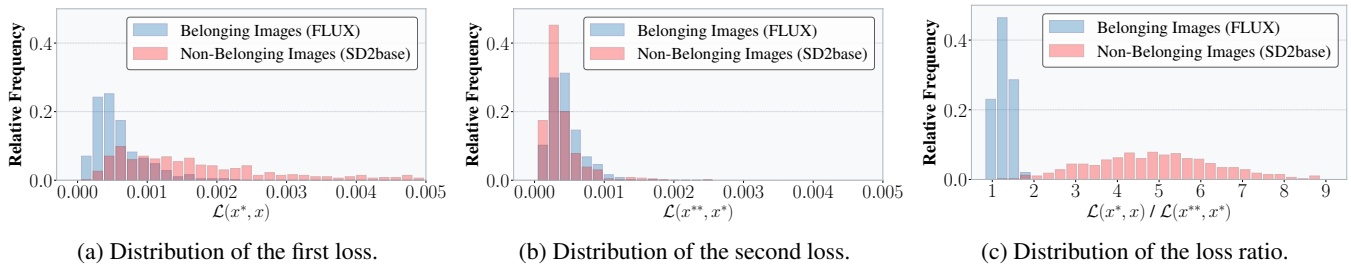 Relative Frequency
0.4
0.2
0.0
Belonging Images (FLUX)
Non-Belonging Images (SD2base)
0.000 0.001 0.002 0.003 0.004 0.005
𝓛(x*, x)
(a) Distribution of the first loss.
Relative Frequency
0.4
0.2
0.0
Belonging Images (FLUX)
Non-Belonging Images (SD2base)
0.000 0.001 0.002 0.003 0.004 0.005
𝓛(x**, x*)
(b) Distribution of the second loss.
Relative Frequency
0.4
0.2
0.0
Belonging Images (FLUX)
Non-Belonging Images (SD2base)
1 2 3 4 5 6 7 8 9
𝓛(x*, x) / 𝓛(x**, x*)
(c) Distribution of the loss ratio.